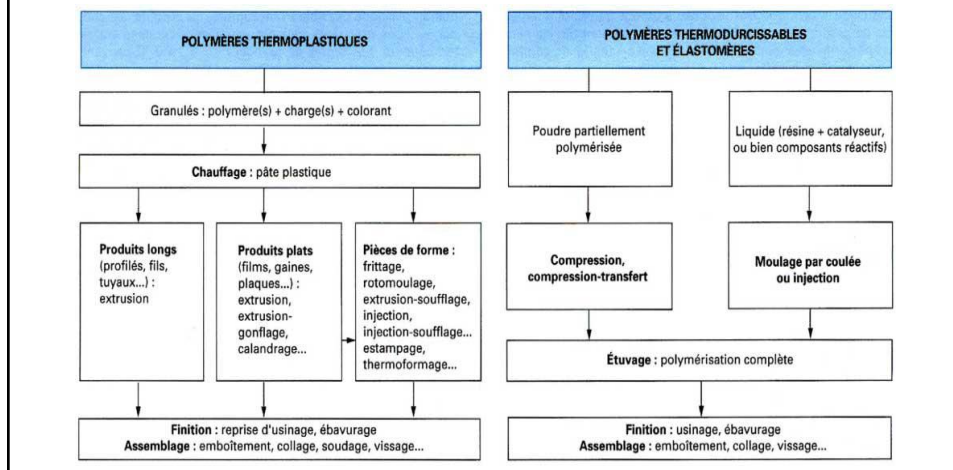 POLYMÈRES THERMOPLASTIQUES
Granulés : polymère(s) + charge(s) + colorant
Chauffage : pâte plastique
Produits longs
(profilés, fils,
tuyaux...) :
extrusion
Produits plats
(films, gaines,
plaques...) :
extrusion,
extrusion-
gonflage,
calandrage...
Pièces de forme :
frittage,
rotomoulage,
extrusion-soufflage,
injection,
injection-soufflage...
estampage,
thermoformage...
Finition : reprise d'usinage, ébavurage
Assemblage : emboîtement, collage, soudage, vissage...
POLYMÈRES THERMODURCISSABLES
ET ÉLASTOMÈRES
Poudre partiellement
polymérisée
Liquide (résine + catalyseur,
ou bien composants réactifs)
Compression,
compression-transfert
Moulage par coulée
ou injection
Étuvage : polymérisation complète
Finition : usinage, ébavurage
Assemblage : emboîtement, collage, vissage...